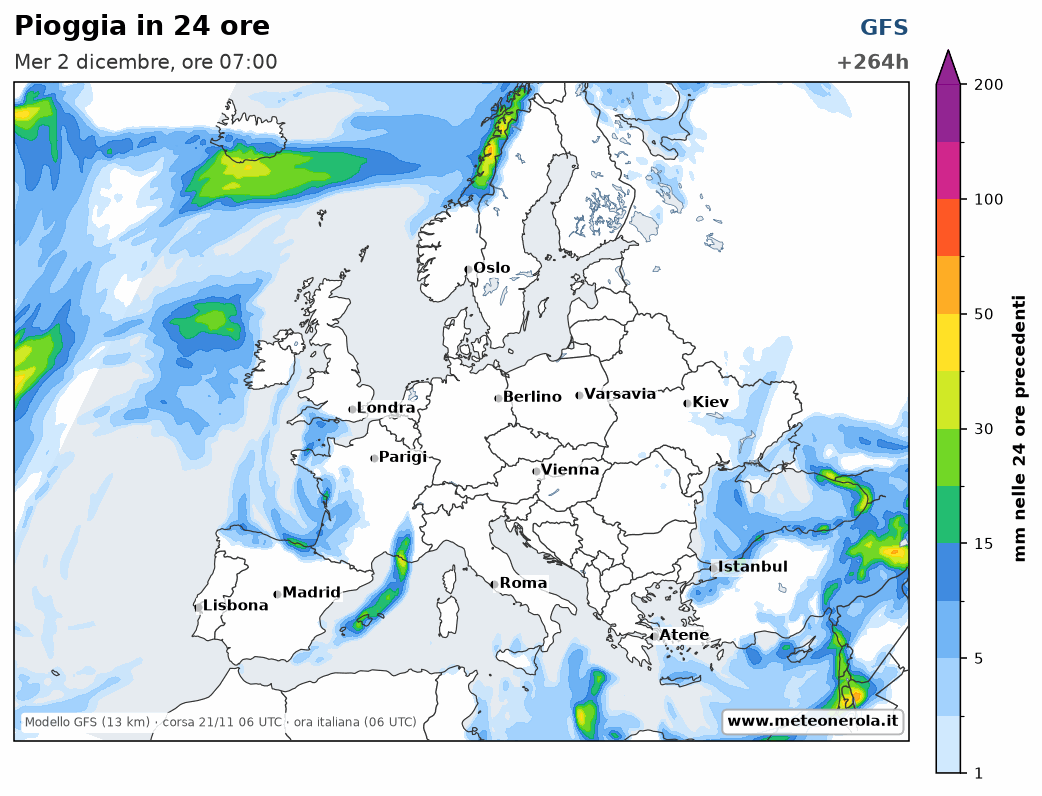 Pioggia in 24 ore
GFS
Mer 2 dicembre, ore 07:00
+264h
200
100
50
30
15
5
1
mm nelle 24 ore precedenti
Oslo
Londra
Berlino
Varsavia
Kiev
Parigi
Vienna
Istanbul
Roma
Madrid
Lisbona
Atene
Modello GFS (13 km) · corsa 21/11 06 UTC · ora italiana (06 UTC)
www.meteonerola.it